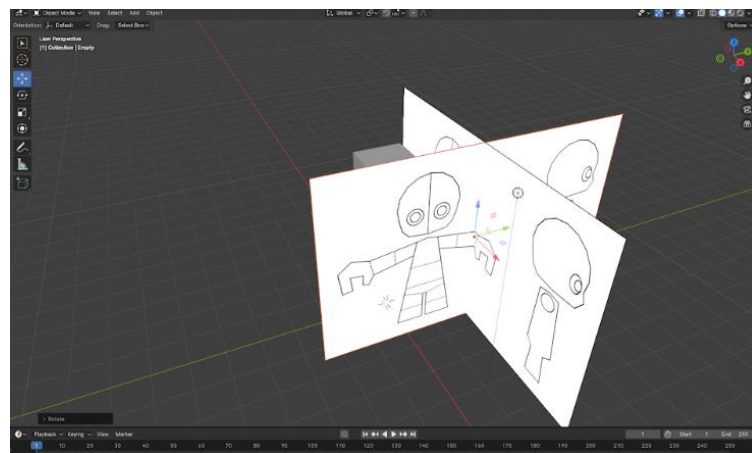 Object Mode View Select Add Object Global
Orientation: Default Drag: Select Box Options
User Perspective
(1) Collection | Empty
> Rotate
Playback Keying View Marker 1 Start 1 End 250
1 10 20 30 40 50 60 70 80 90 100 110 120 130 140 150 160 170 180 190 200 210 220 230 240 250